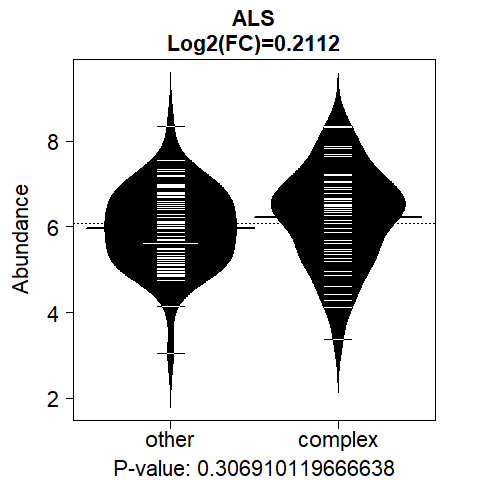 ALS
Log2(FC)=0.2112
Abundance
8
6
4
2
other complex
P-value: 0.306910119666638